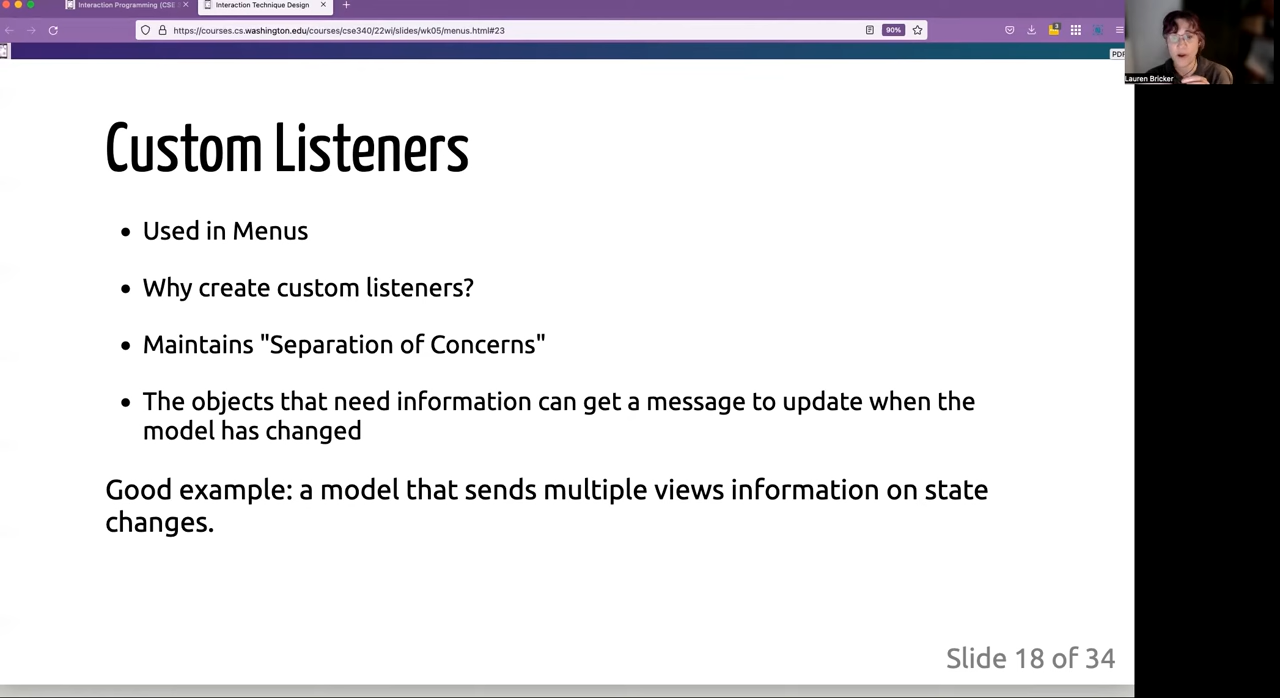 Interaction Programming (CSE
Interaction Technique Design
https://courses.cs.washington.edu/courses/cse340/22wi/slides/wk05/menus.html#23
90%
3
PDF
Lauren Bricker
Custom Listeners
• Used in Menus
• Why create custom listeners?
• Maintains "Separation of Concerns"
• The objects that need information can get a message to update when the
model has changed
Good example: a model that sends multiple views information on state
changes.
Slide 18 of 34